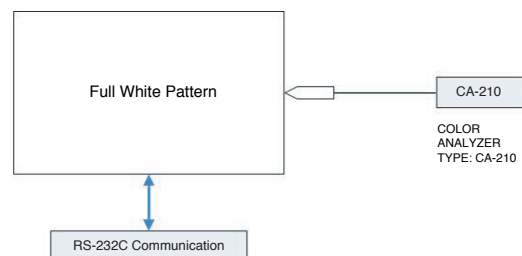 Full White Pattern
CA-210
COLOR
ANALYZER
TYPE: CA-210
RS-232C Communication